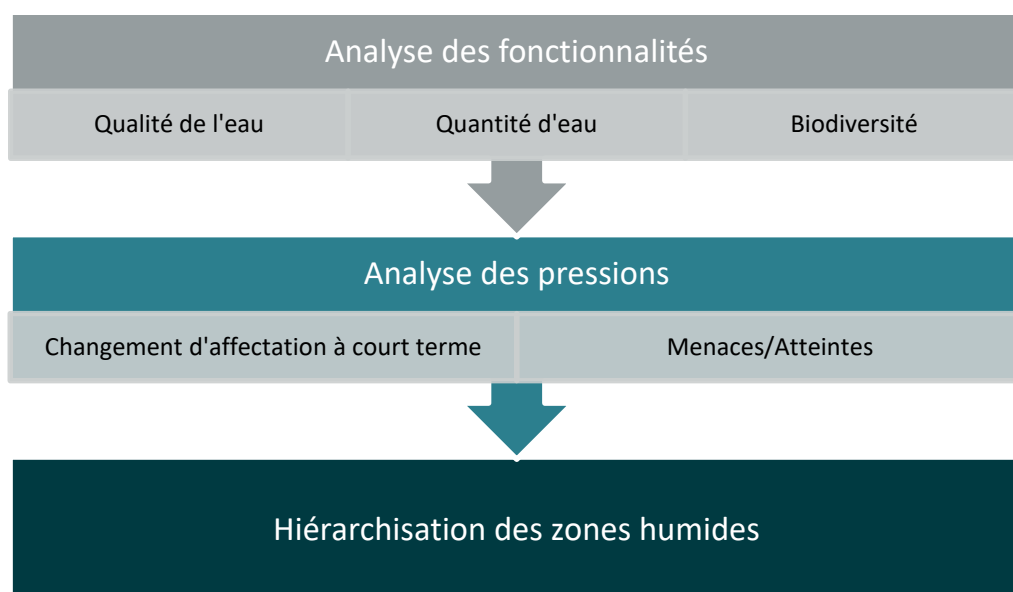 Analyse des fonctionnalités
Qualité de l'eau
Quantité d'eau
Biodiversité
Analyse des pressions
Changement d'affectation à court terme
Menaces/Atteintes
Hiérarchisation des zones humides